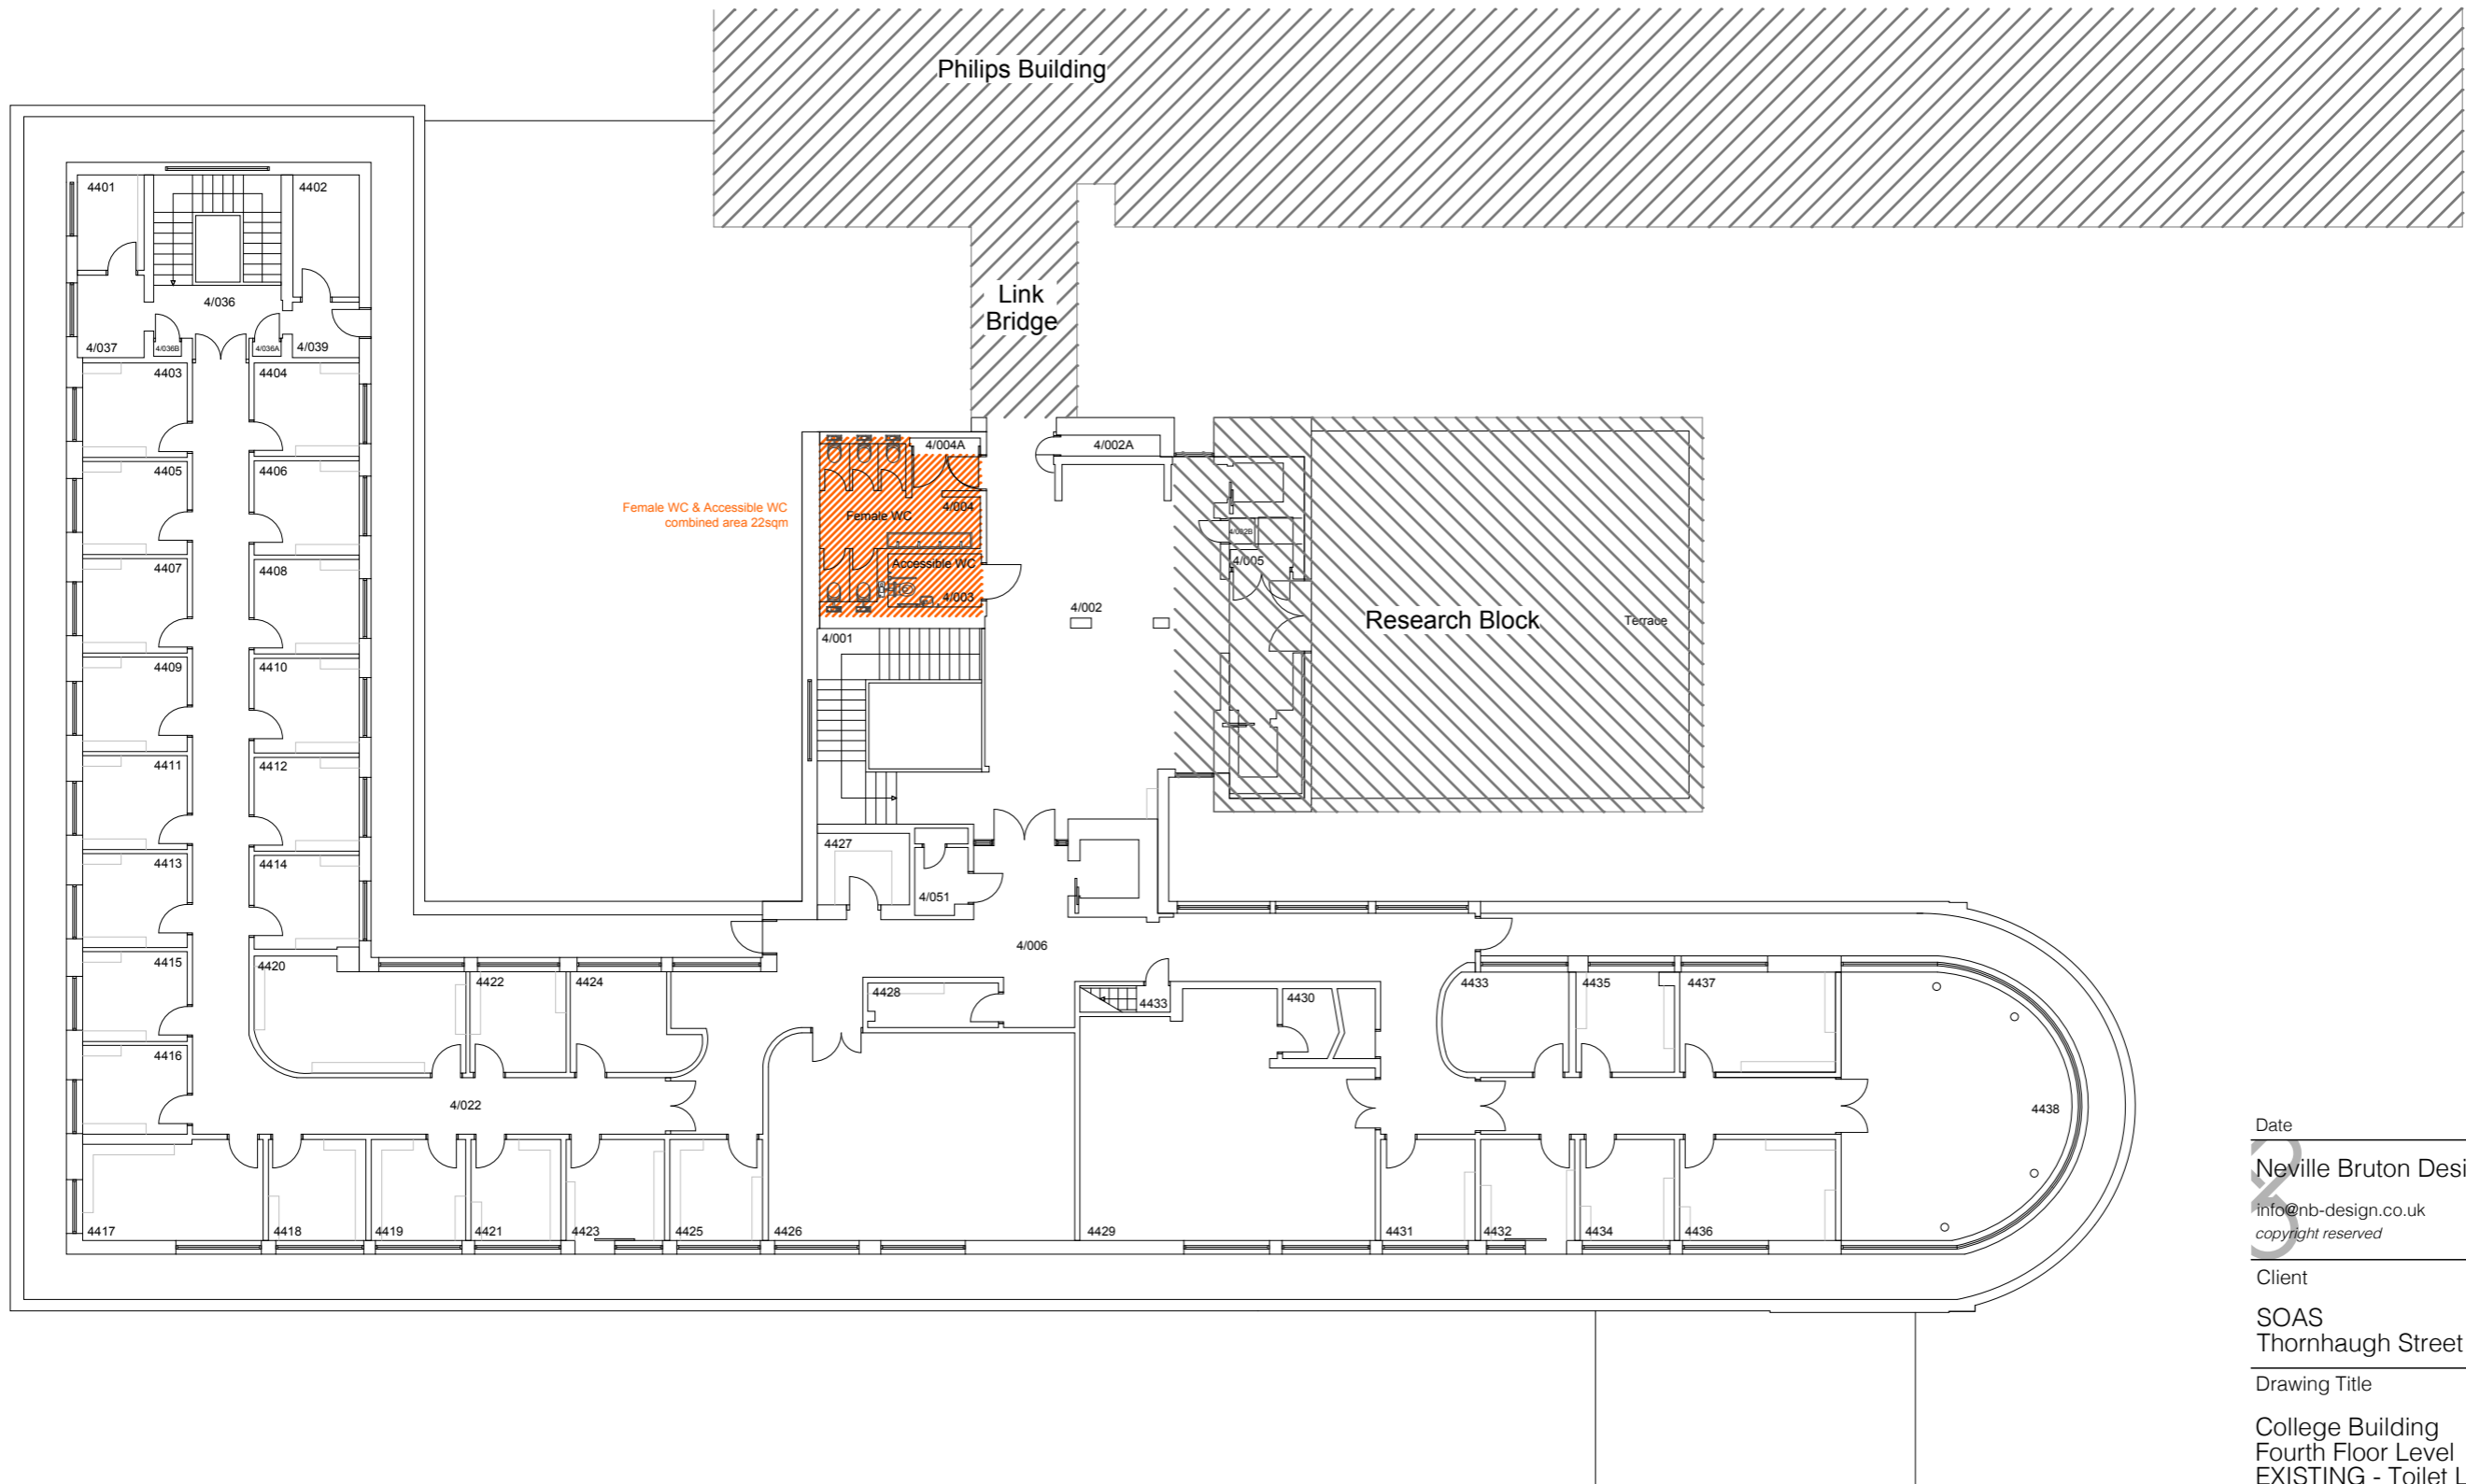 Philips Building
Link
Bridge
4401
4402
4/036
4/037
4/036B
4/036A
4/039
4403
4404
4405
4406
4407
4408
4409
4410
4411
4412
4413
4414
4415
4416
4/004A
4/002A
Female WC & Accessible WC
combined area 22sqm
4/004
Female WC
Accessible WC
4/003
4/002B
4/005
4/002
Research Block
Terrace
4/001
4427
4/051
4/006
4420
4422
4424
4428
4433
4430
4433
4435
4437
4/022
4438
4417
4418
4419
4421
4423
4425
4426
4429
4431
4432
4434
4436
Date
Neville Bruton Desi
info@nb-design.co.uk
copyright reserved
Client
SOAS
Thornhaugh Street
Drawing Title
College Building
Fourth Floor Level
EXISTING - Toilet L